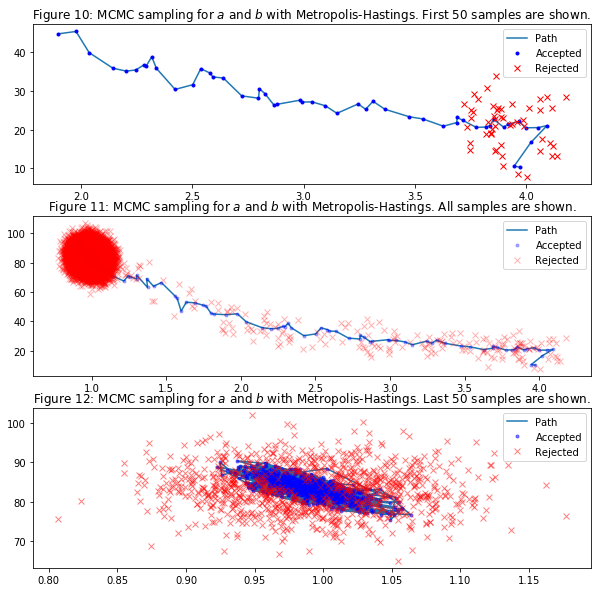 Figure 10: MCMC sampling for a and b with Metropolis-Hastings. First 50 samples are shown.
Path
Accepted
Rejected
40
30
20
10
2.0 2.5 3.0 3.5 4.0
Figure 11: MCMC sampling for a and b with Metropolis-Hastings. All samples are shown.
Path
Accepted
Rejected
100
80
60
40
20
1.0 1.5 2.0 2.5 3.0 3.5 4.0
Figure 12: MCMC sampling for a and b with Metropolis-Hastings. Last 50 samples are shown.
Path
Accepted
Rejected
100
90
80
70
0.80 0.85 0.90 0.95 1.00 1.05 1.10 1.15